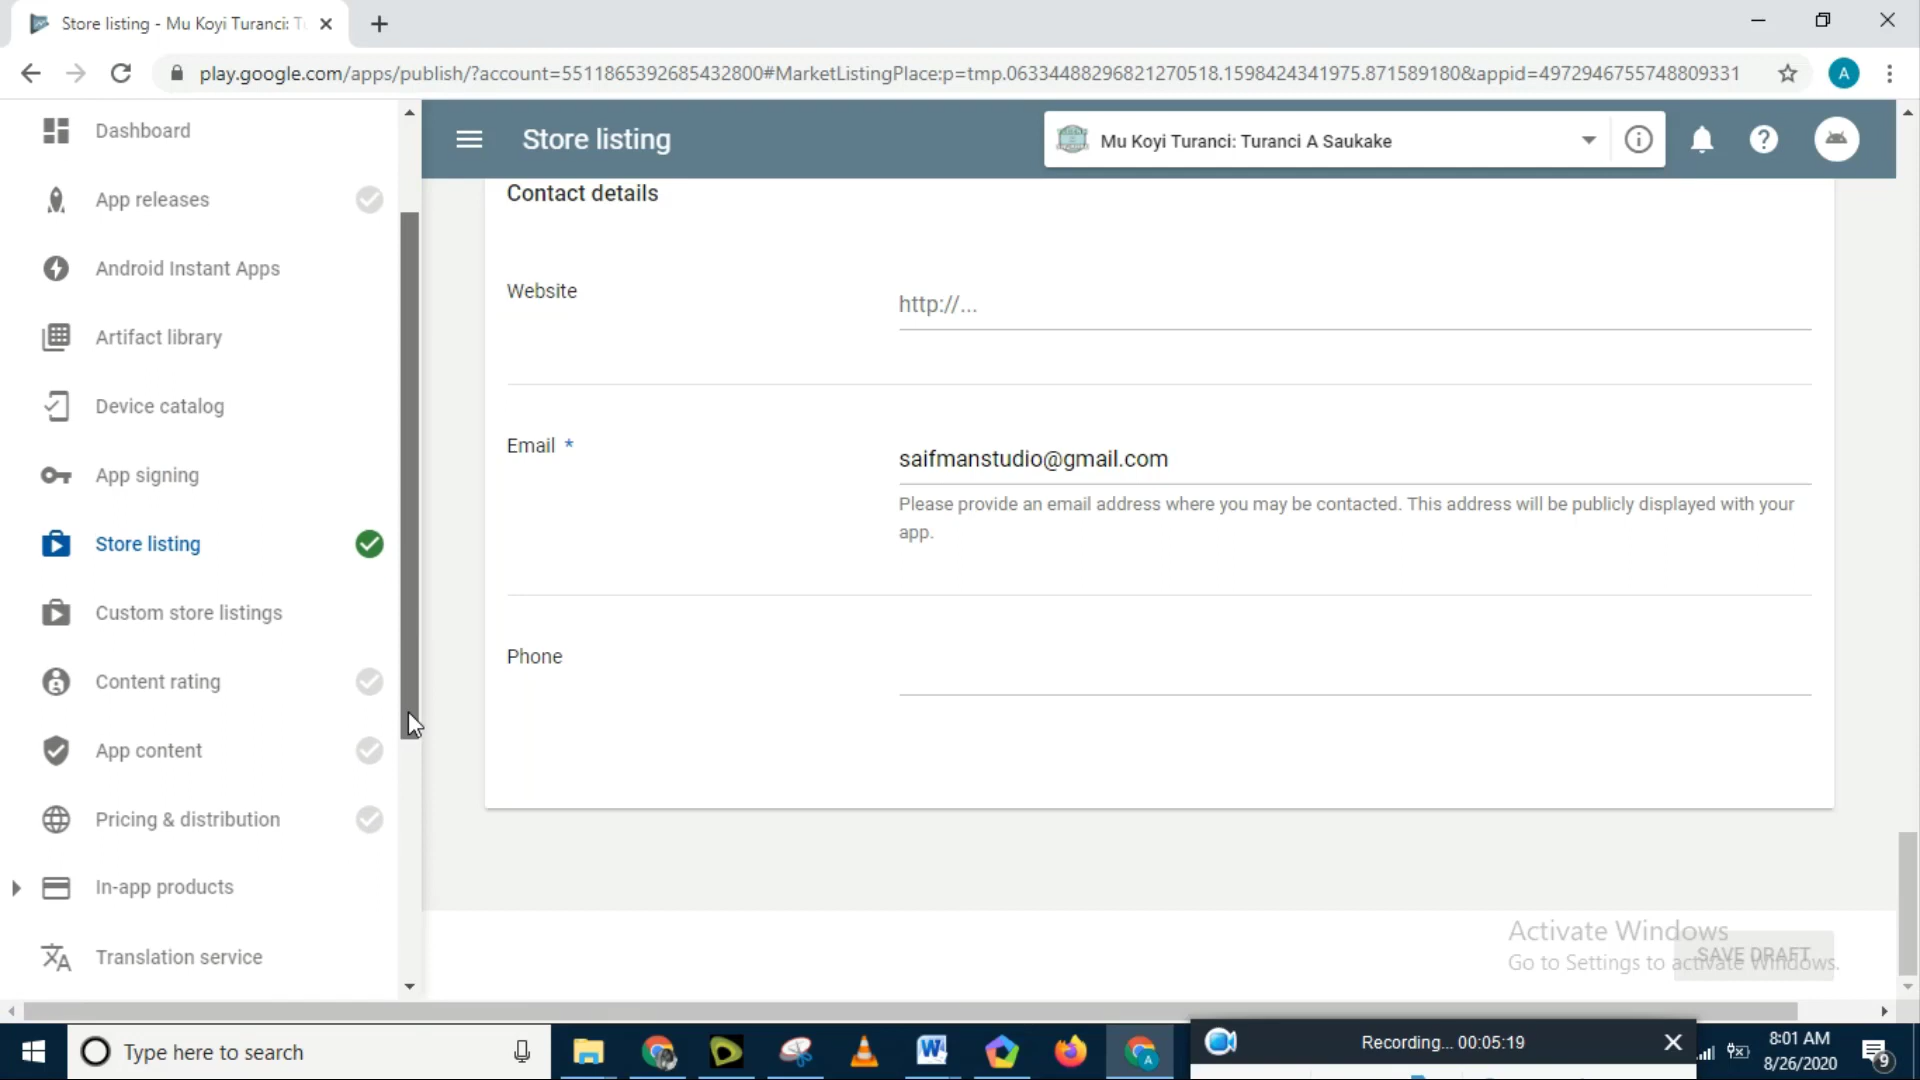 Store listing - Mu Koyi Turanci: T
play.google.com/apps/publish/?account=5511865392685432800#MarketListingPlace:p=tmp.06334488296821270518.1598424341975.871589180&appid=4972946755748809331
A
Dashboard
App releases
Android Instant Apps
Artifact library
Device catalog
App signing
Store listing
Custom store listings
Content rating
App content
Pricing & distribution
In-app products
Translation service
Store listing
Mu Koyi Turanci: Turanci A Saukake
Contact details
Website
http://...
Email *
saifmanstudio@gmail.com
Please provide an email address where you may be contacted. This address will be publicly displayed with your
app.
Phone
SAVE DRAFT
Activate Windows
Go to Settings to activate Windows.
Type here to search
Recording... 00:05:19
8:01 AM
8/26/2020
9